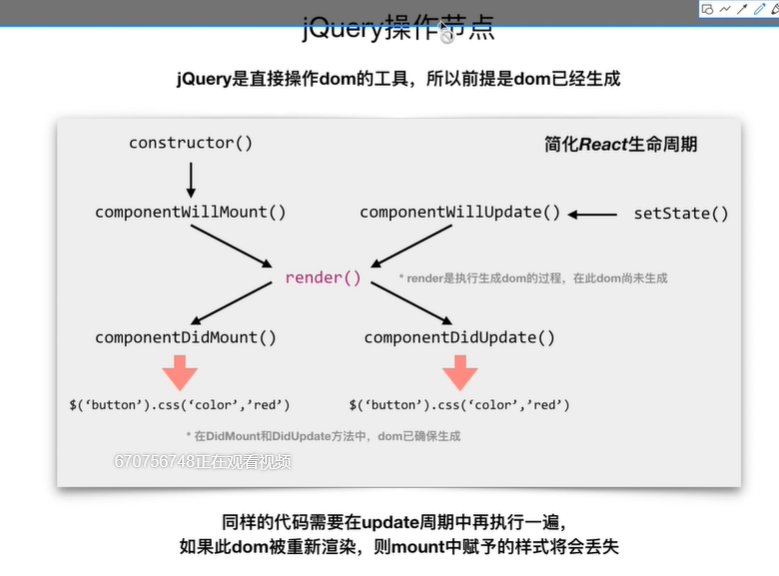 jQuery操作节点
jQuery是直接操作dom的工具，所以前提是dom已经生成
constructor()
简化React生命周期
componentWillMount()
componentWillUpdate()
setState()
render()
* render是执行生成dom的过程，在此dom尚未生成
componentDidMount()
componentDidUpdate()
$(‘button’).css(‘color’,’red’)
$(‘button’).css(‘color’,’red’)
* 在DidMount和DidUpdate方法中，dom已确保生成
670756748正在观看视频
同样的代码需要在update周期中再执行一遍，
如果此dom被重新渲染，则mount中赋予的样式将会丢失